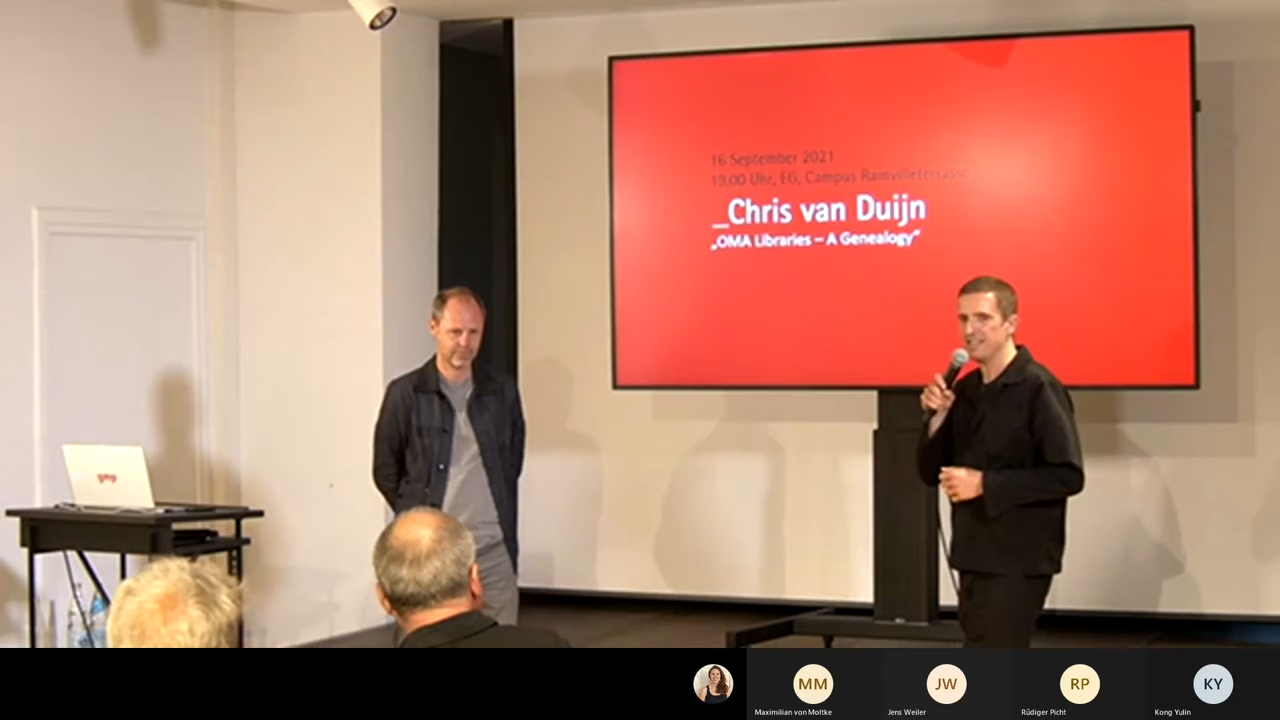 16 September 2021
19.00 Uhr, EG, Campus Rainvilleterrasse
_Chris van Duijn
„OMA Libraries – A Genealogy“
gmp
MM
JW
RP
KY
Maximilian von Moltke
Jens Weiler
Rüdiger Picht
Kong Yulin